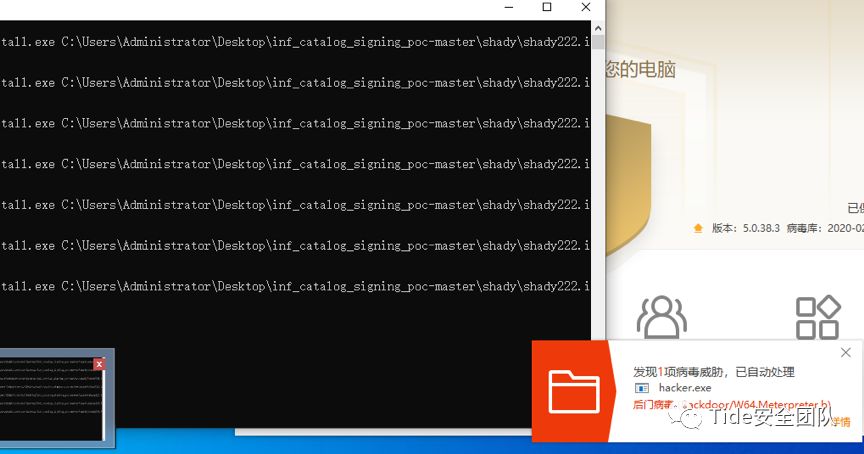 tall.exe C:\Users\Administrator\Desktop\inf_catalog_signing_poc-master\shady\shady222.i
tall.exe C:\Users\Administrator\Desktop\inf_catalog_signing_poc-master\shady\shady222.i
tall.exe C:\Users\Administrator\Desktop\inf_catalog_signing_poc-master\shady\shady222.i
tall.exe C:\Users\Administrator\Desktop\inf_catalog_signing_poc-master\shady\shady222.i
tall.exe C:\Users\Administrator\Desktop\inf_catalog_signing_poc-master\shady\shady222.i
tall.exe C:\Users\Administrator\Desktop\inf_catalog_signing_poc-master\shady\shady222.i
tall.exe C:\Users\Administrator\Desktop\inf_catalog_signing_poc-master\shady\shady222.i
您的电脑
已
版本: 5.0.38.3 病毒库: 2020-02
发现1项病毒威胁，已自动处理
hacker.exe
后门病毒 ackdoor/W64.Meterpreter.b)
Tide安全团队
详情